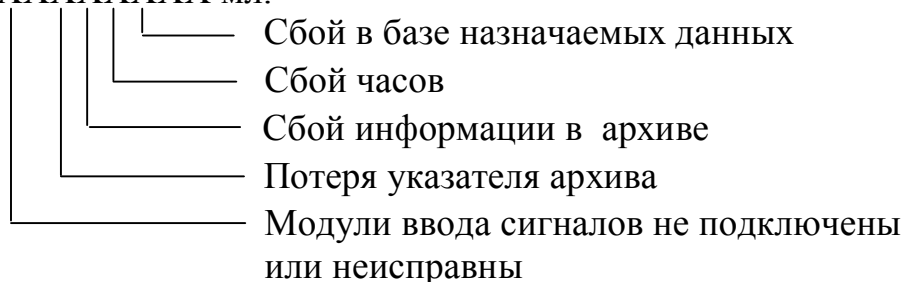 мл.
Сбой в базе назначаемых данных
Сбой часов
Сбой информации в архиве
Потеря указателя архива
Модули ввода сигналов не подключены
или неисправны